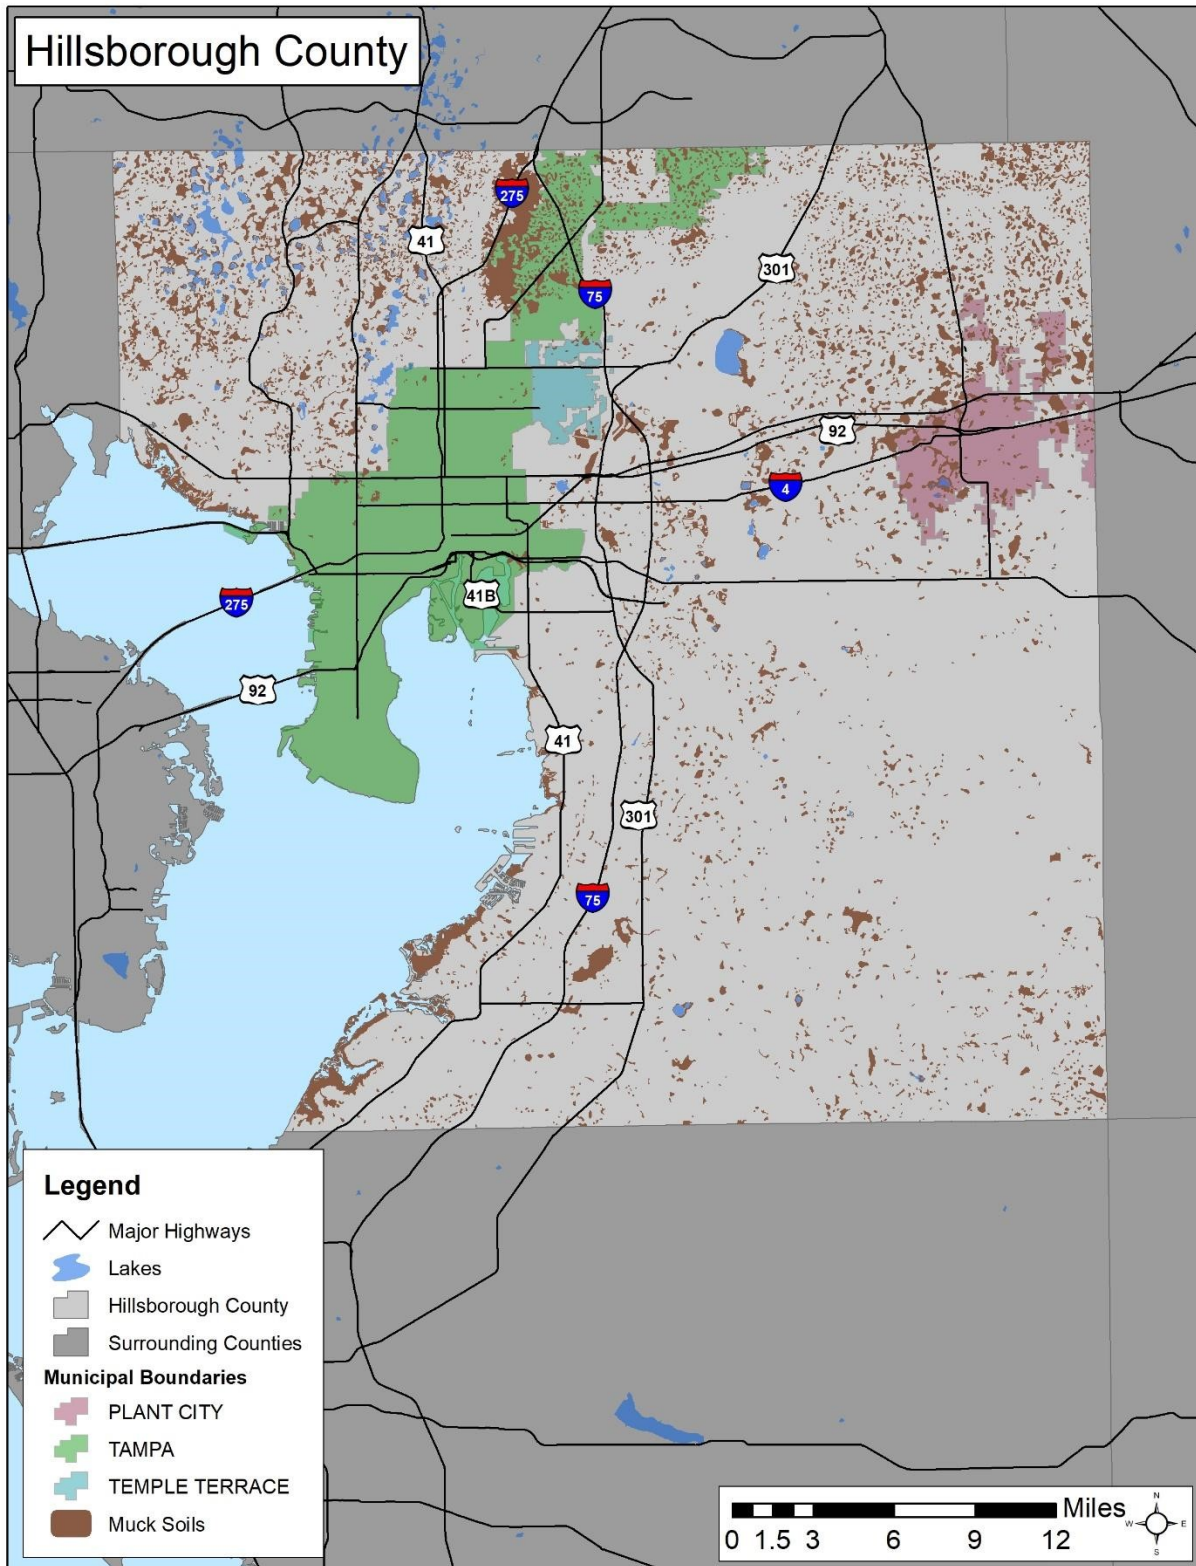 Hillsborough County
275
41
301
75
92
4
41B
275
92
41
301
75
Legend
Major Highways
Lakes
Hillsborough County
Surrounding Counties
Municipal Boundaries
PLANT CITY
TAMPA
TEMPLE TERRACE
Muck Soils
Miles
0 1.5 3 6 9 12
N
W E
S